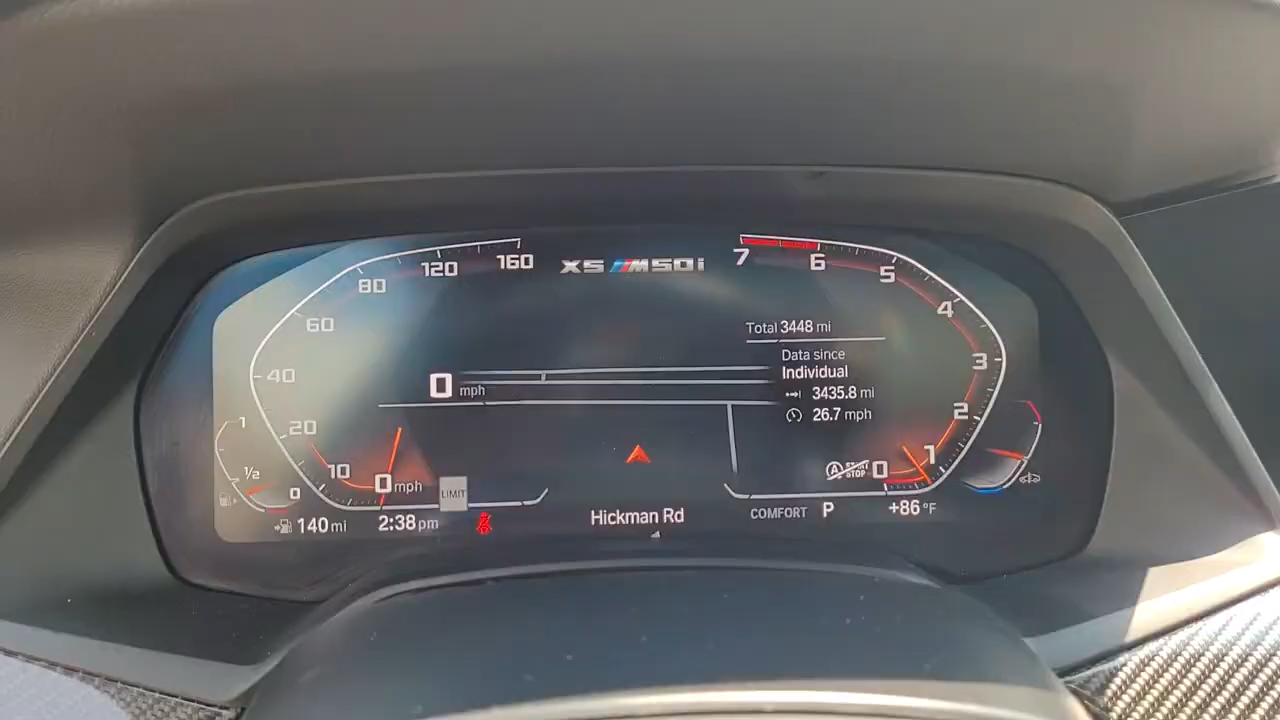 X5 M50i
160
120
80
60
40
20
10
0 mph
0 mph
LIMIT
1
1/2
0
140 mi
2:38 pm
Hickman Rd
7
6
5
4
3
2
1
0
Total 3448 mi
Data since
Individual
3435.8 mi
26.7 mph
A START
STOP
COMFORT P
+86 °F